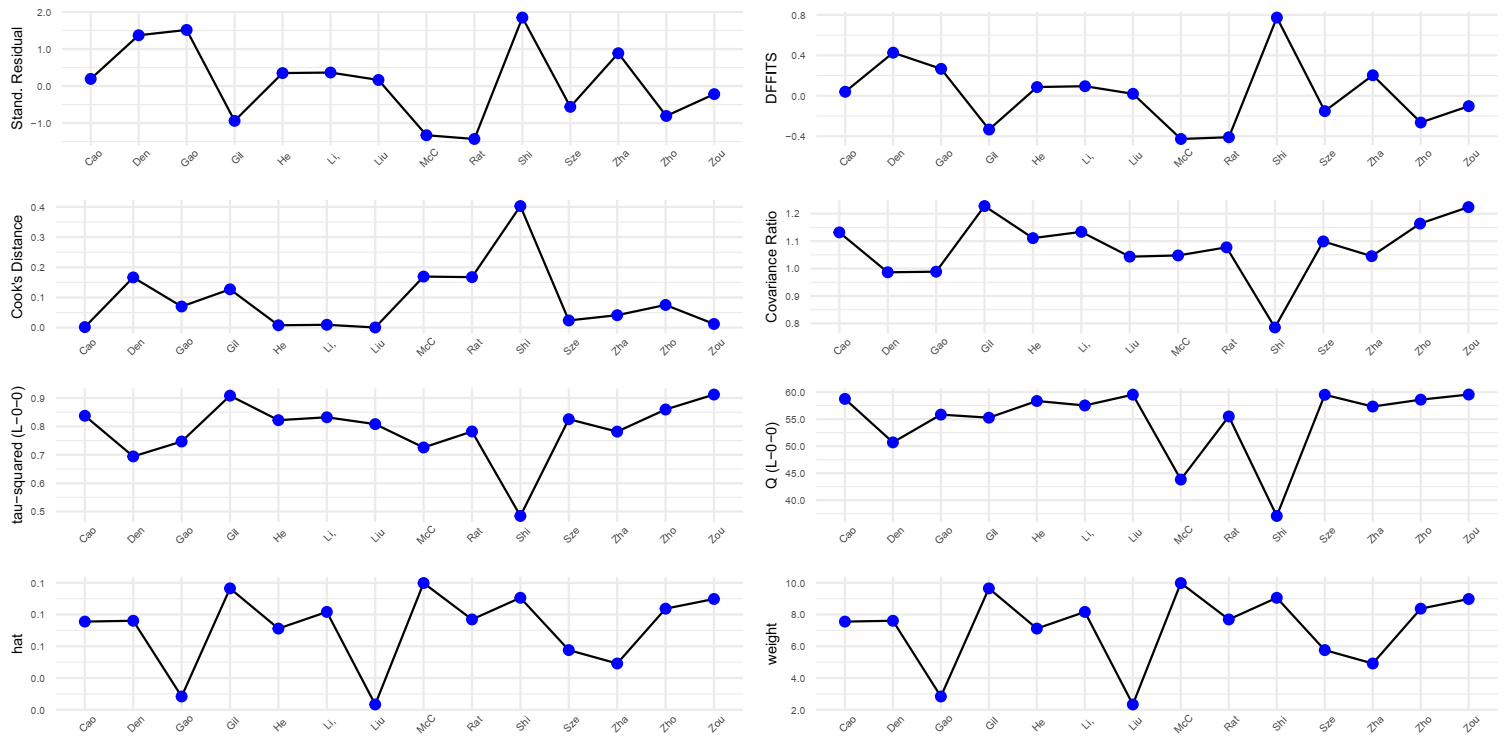 Stand. Residual
2.0
1.0
0.0
−1.0
Cao Den Gao Gil He Li, Liu McC Rat Shi Sze Zha Zho Zou
DFFITS
0.8
0.4
0.0
−0.4
Cao Den Gao Gil He Li, Liu McC Rat Shi Sze Zha Zho Zou
Cook's Distance
0.4
0.3
0.2
0.1
0.0
Cao Den Gao Gil He Li, Liu McC Rat Shi Sze Zha Zho Zou
Covariance Ratio
1.2
1.1
1.0
0.9
0.8
Cao Den Gao Gil He Li, Liu McC Rat Shi Sze Zha Zho Zou
tau−squared (L−0−0)
0.9
0.8
0.7
0.6
0.5
Cao Den Gao Gil He Li, Liu McC Rat Shi Sze Zha Zho Zou
Q (L−0−0)
60.0
55.0
50.0
45.0
40.0
Cao Den Gao Gil He Li, Liu McC Rat Shi Sze Zha Zho Zou
hat
0.1
0.1
0.1
0.0
0.0
Cao Den Gao Gil He Li, Liu McC Rat Shi Sze Zha Zho Zou
weight
10.0
8.0
6.0
4.0
2.0
Cao Den Gao Gil He Li, Liu McC Rat Shi Sze Zha Zho Zou